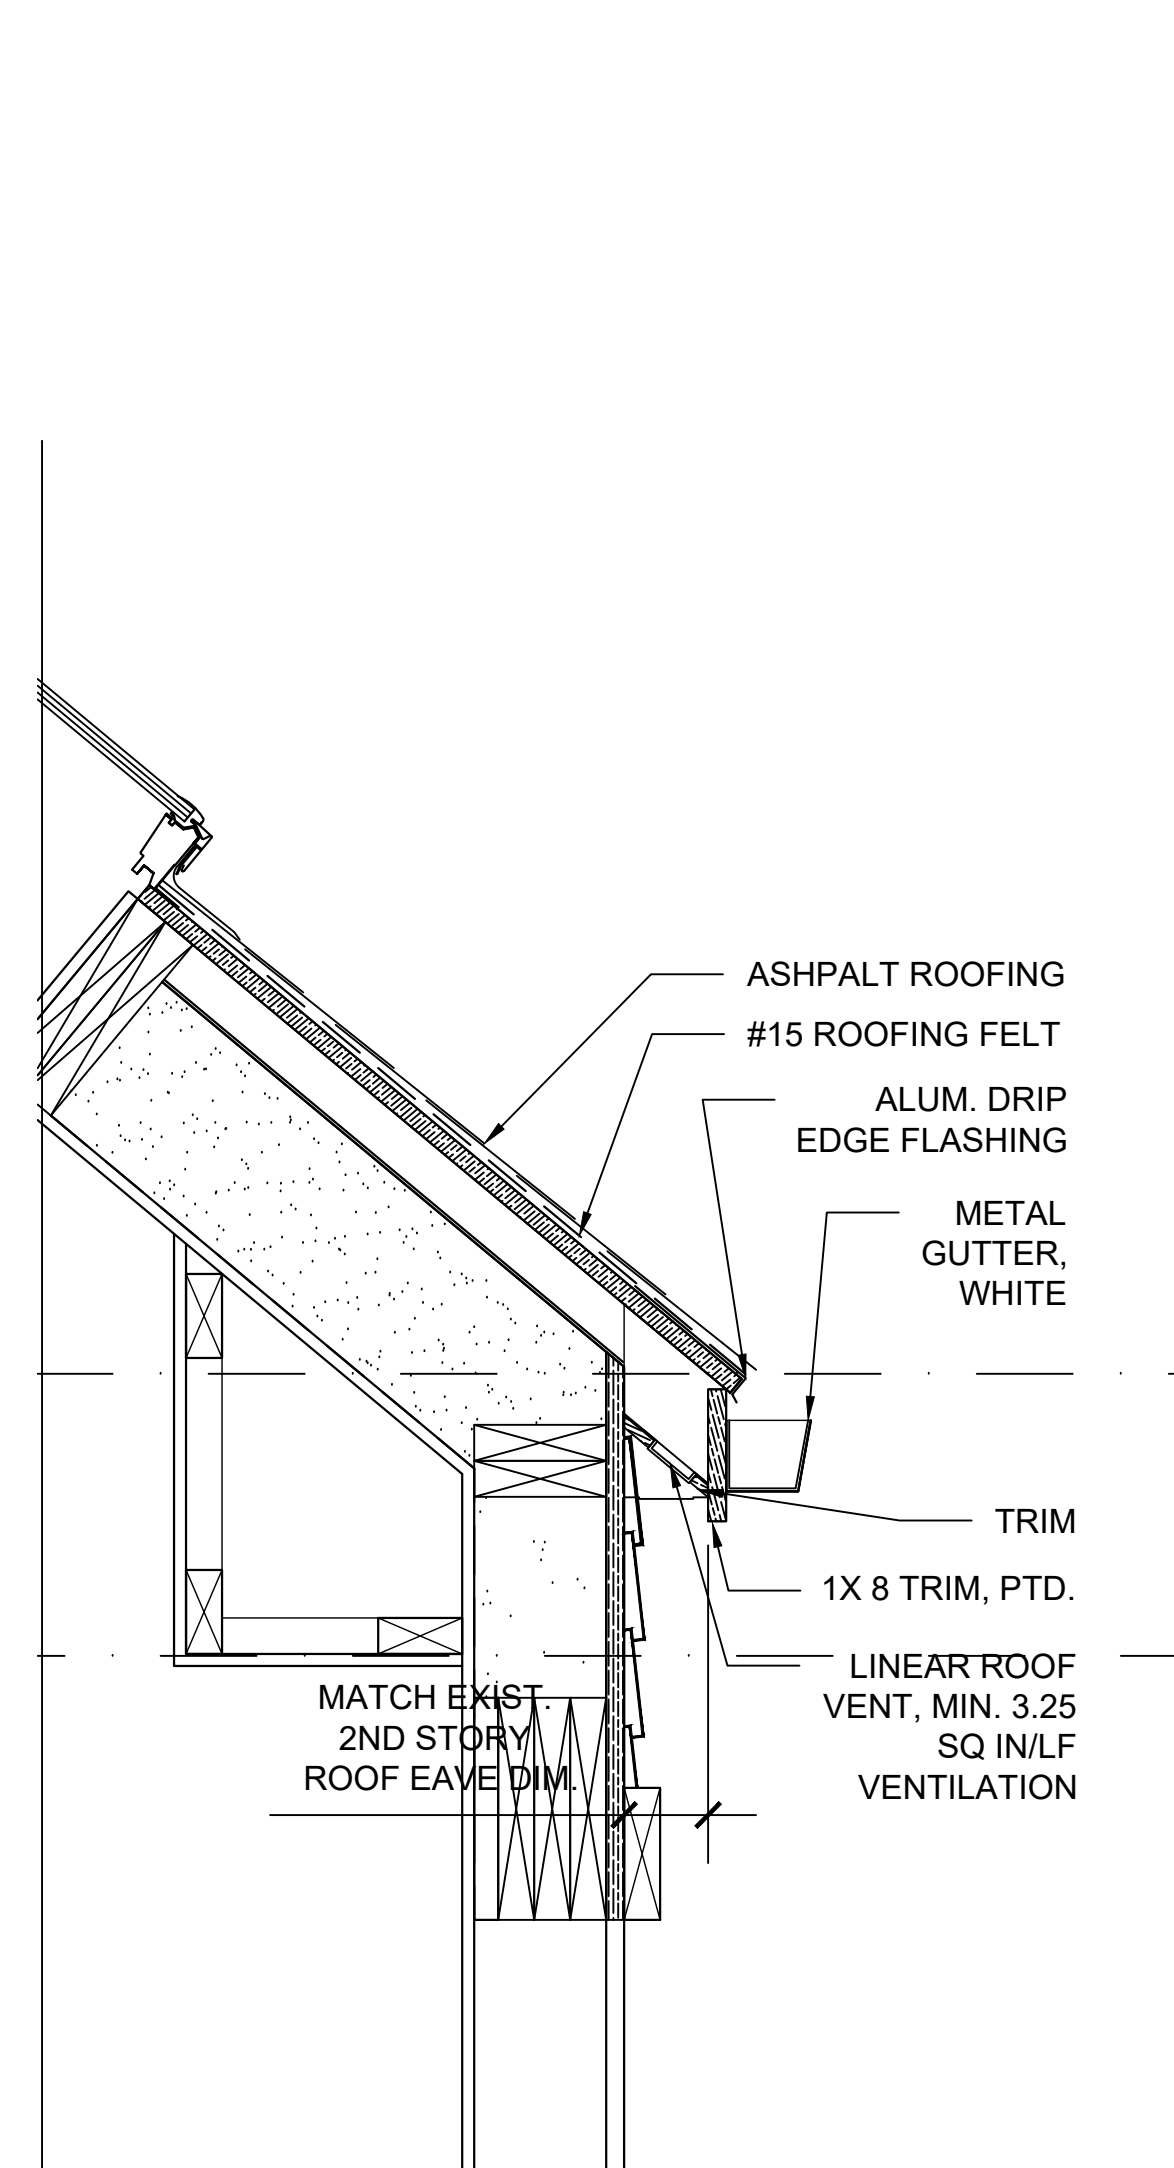 ASHPALT ROOFING
#15 ROOFING FELT
ALUM. DRIP
EDGE FLASHING
METAL
GUTTER,
WHITE
TRIM
1X 8 TRIM, PTD.
LINEAR ROOF
VENT, MIN. 3.25
SQ IN/LF
VENTILATION
MATCH EXIST.
2ND STORY
ROOF EAVE DIM.